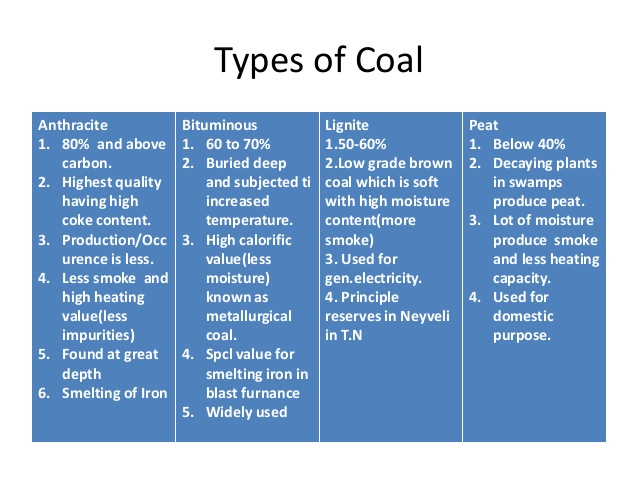 Types of Coal
Anthracite
1. 80% and above
carbon.
2. Highest quality
having high
coke content.
3. Production/Occ
urence is less.
4. Less smoke and
high heating
value(less
impurities)
5. Found at great
depth
6. Smelting of Iron
Bituminous
1. 60 to 70%
2. Buried deep
and subjected ti
increased
temperature.
3. High calorific
value(less
moisture)
known as
metallurgical
coal.
4. Spcl value for
smelting iron in
blast furnance
5. Widely used
Lignite
1.50-60%
2.Low grade brown
coal which is soft
with high moisture
content(more
smoke)
3. Used for
gen.electricity.
4. Principle
reserves in Neyveli
in T.N
Peat
1. Below 40%
2. Decaying plants
in swamps
produce peat.
3. Lot of moisture
produce smoke
and less heating
capacity.
4. Used for
domestic
purpose.